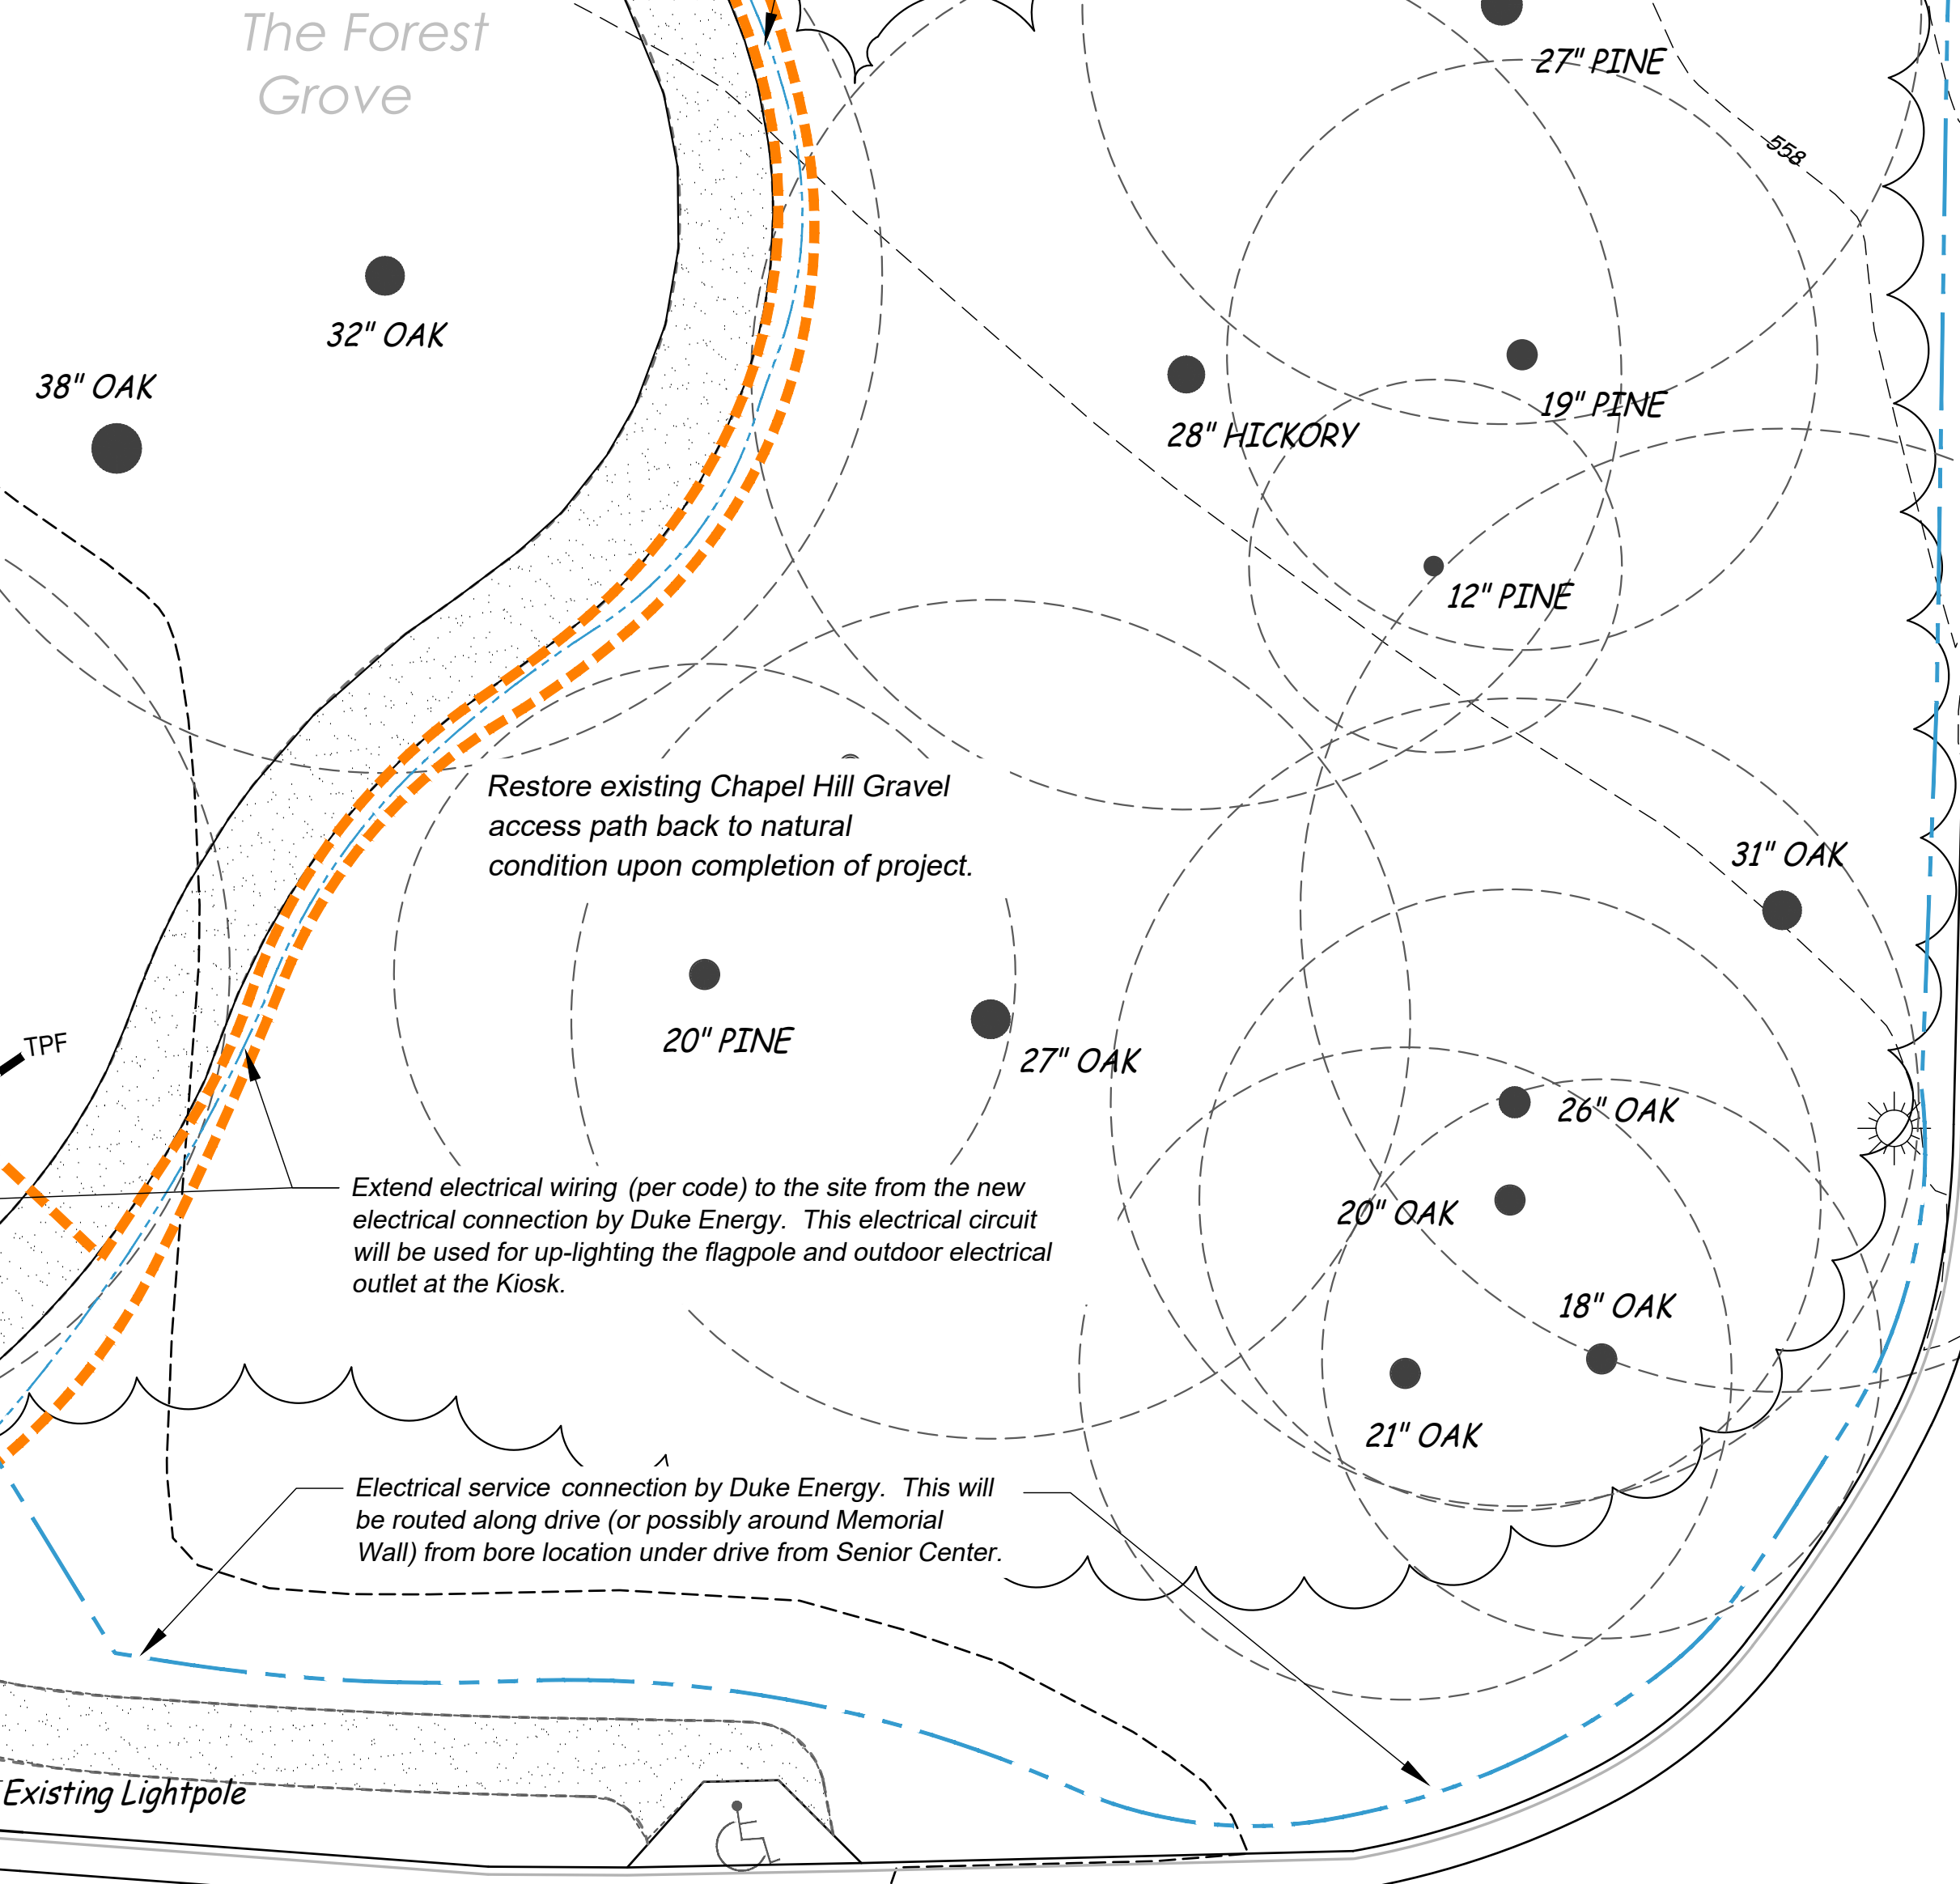 The Forest
Grove
27" PINE
558
32" OAK
38" OAK
19" PINE
28" HICKORY
12" PINE
Restore existing Chapel Hill Gravel
access path back to natural
condition upon completion of project.
31" OAK
20" PINE
27" OAK
TPF
26" OAK
Extend electrical wiring (per code) to the site from the new
electrical connection by Duke Energy.  This electrical circuit
will be used for up-lighting the flagpole and outdoor electrical
outlet at the Kiosk.
20" OAK
18" OAK
21" OAK
Electrical service connection by Duke Energy.  This will
be routed along drive (or possibly around Memorial
Wall) from bore location under drive from Senior Center.
Existing Lightpole